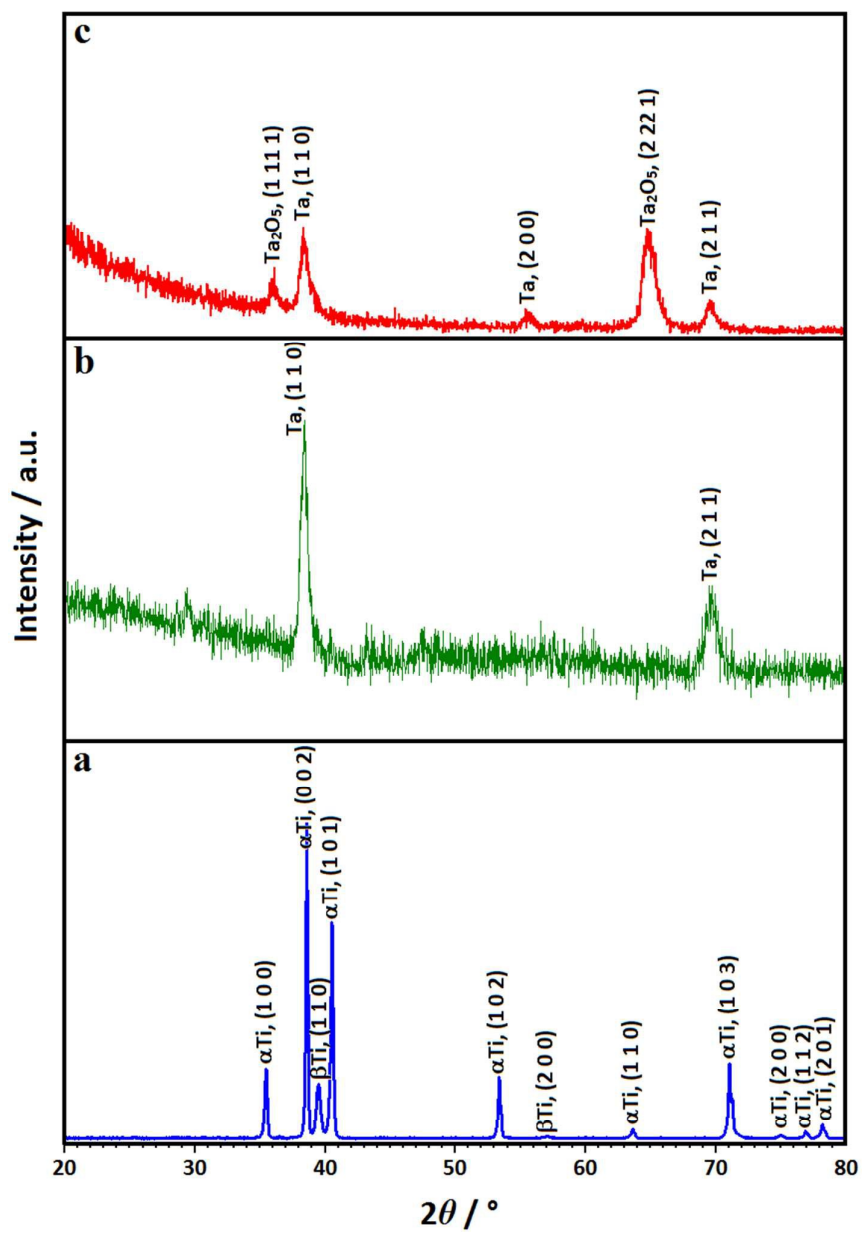 c
Ta₂O₅, (1 11 1)
Ta, (1 1 0)
Ta, (2 0 0)
Ta₂O₅, (2 22 1)
Ta, (2 1 1)
b
Ta, (1 1 0)
Ta, (2 1 1)
Intensity / a.u.
a
αTi, (1 0 0)
αTi, (0 0 2)
βTi, (1 1 0)
αTi, (1 0 1)
αTi, (1 0 2)
βTi, (2 0 0)
αTi, (1 1 0)
αTi, (1 0 3)
αTi, (2 0 0)
αTi, (1 1 2)
αTi, (2 0 1)
20 30 40 50 60 70 80
2θ / °